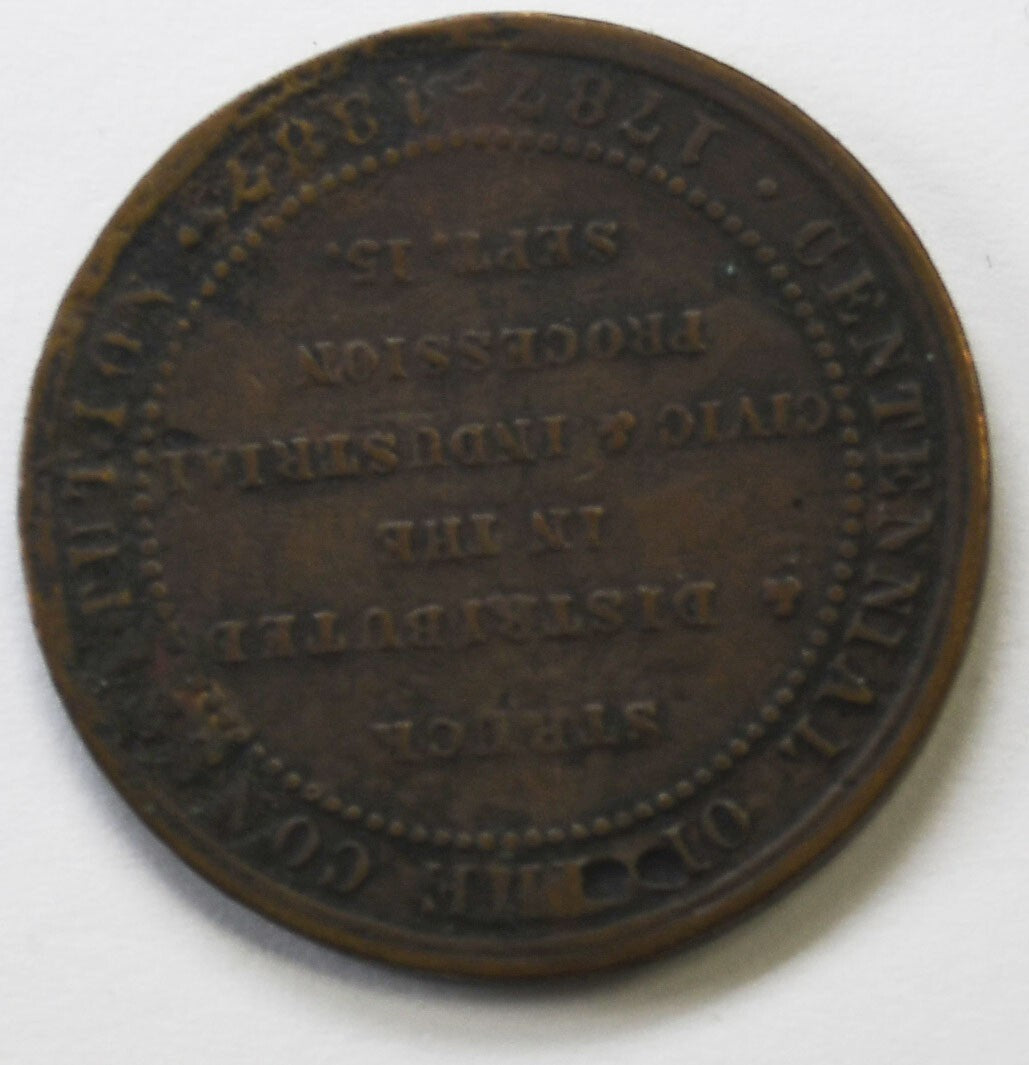 CENTENNIAL OF THE CONSTITUTION
• 1787-1887 •
STRUCK
& DISTRIBUTED
IN THE
CIVIC & INDUSTRIAL
PROCESSION
SEPT. 15.